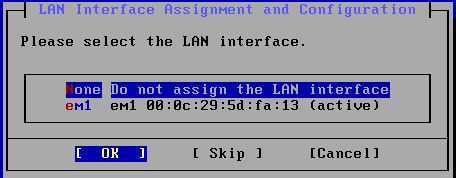 LAN Interface Assignment and Configuration
Please select the LAN interface.
None Do not assign the LAN interface
em1 em1 00:0c:29:5d:fa:13 (active)
[ OK ] [ Skip ] [Cancel]